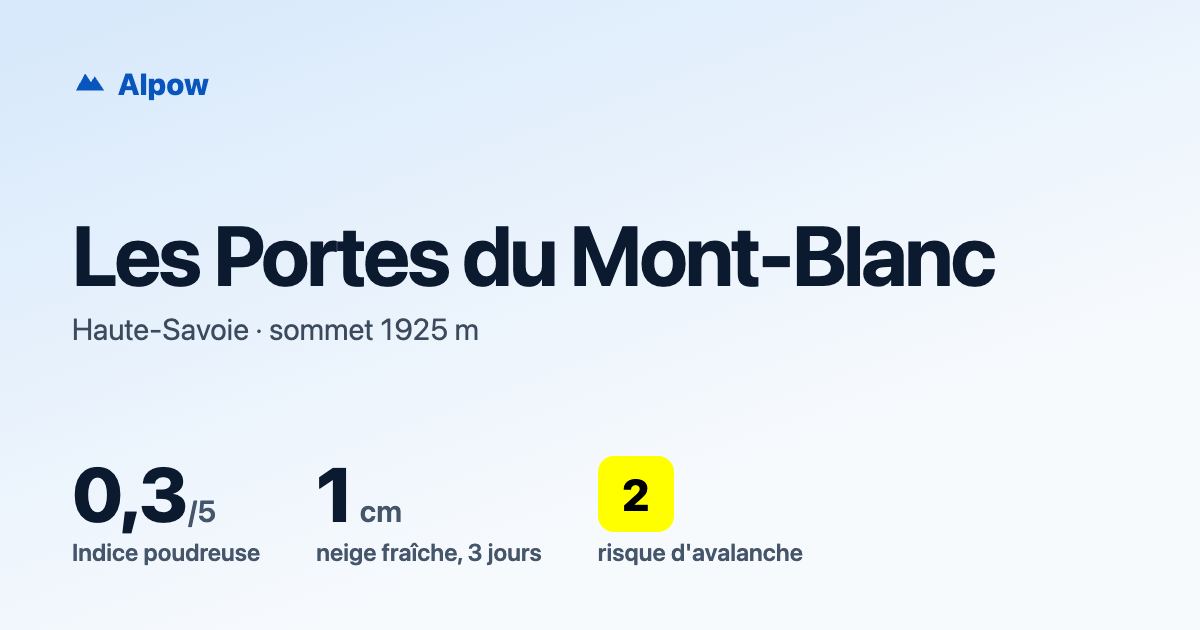 Alpow
Les Portes du Mont-Blanc
Haute-Savoie · sommet 1925 m
0,3/5
Indice poudreuse
1 cm
neige fraîche, 3 jours
2
risque d'avalanche